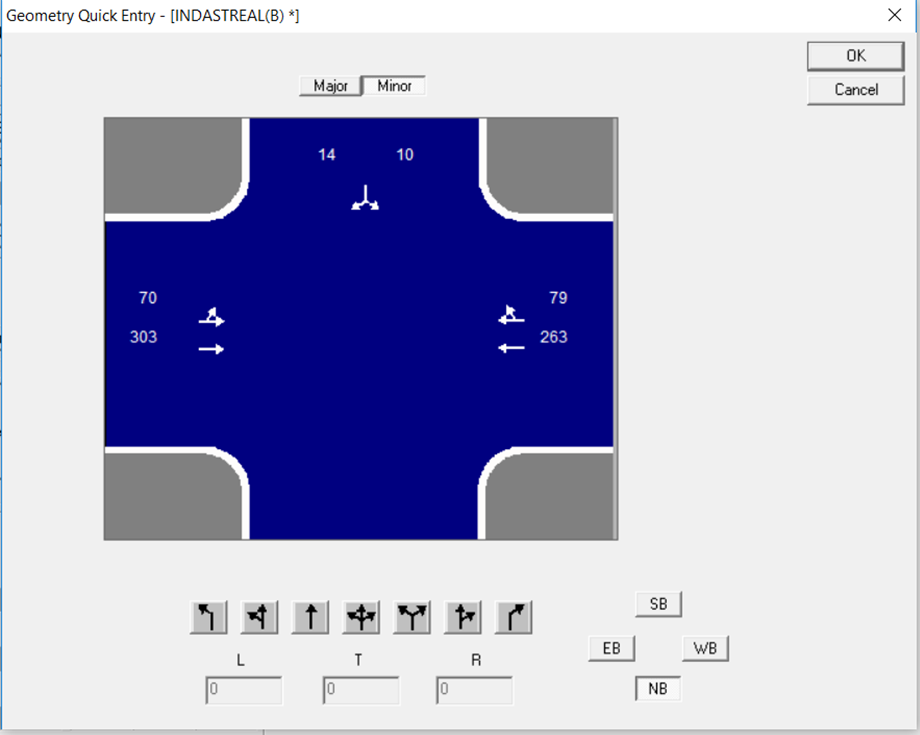 Geometry Quick Entry - [INDASTREAL(B) *]
OK
Major Minor
Cancel
14 10
70 79
303 263
SB
EB WB
L T R
0 0 0
NB